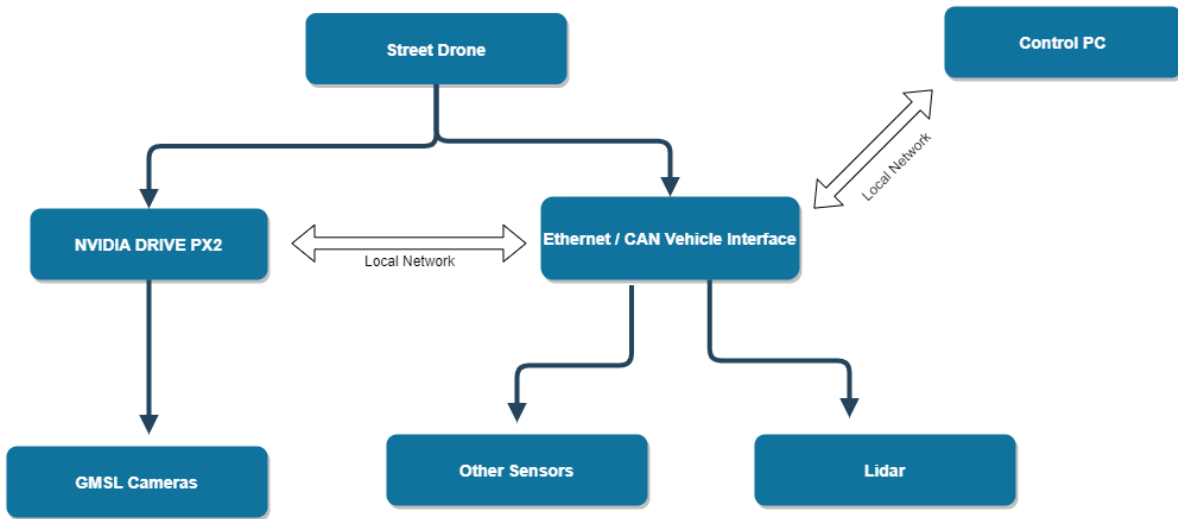 Street Drone
Control PC
Local Network
NVIDIA DRIVE PX2
Ethernet / CAN Vehicle Interface
Local Network
GMSL Cameras
Other Sensors
Lidar